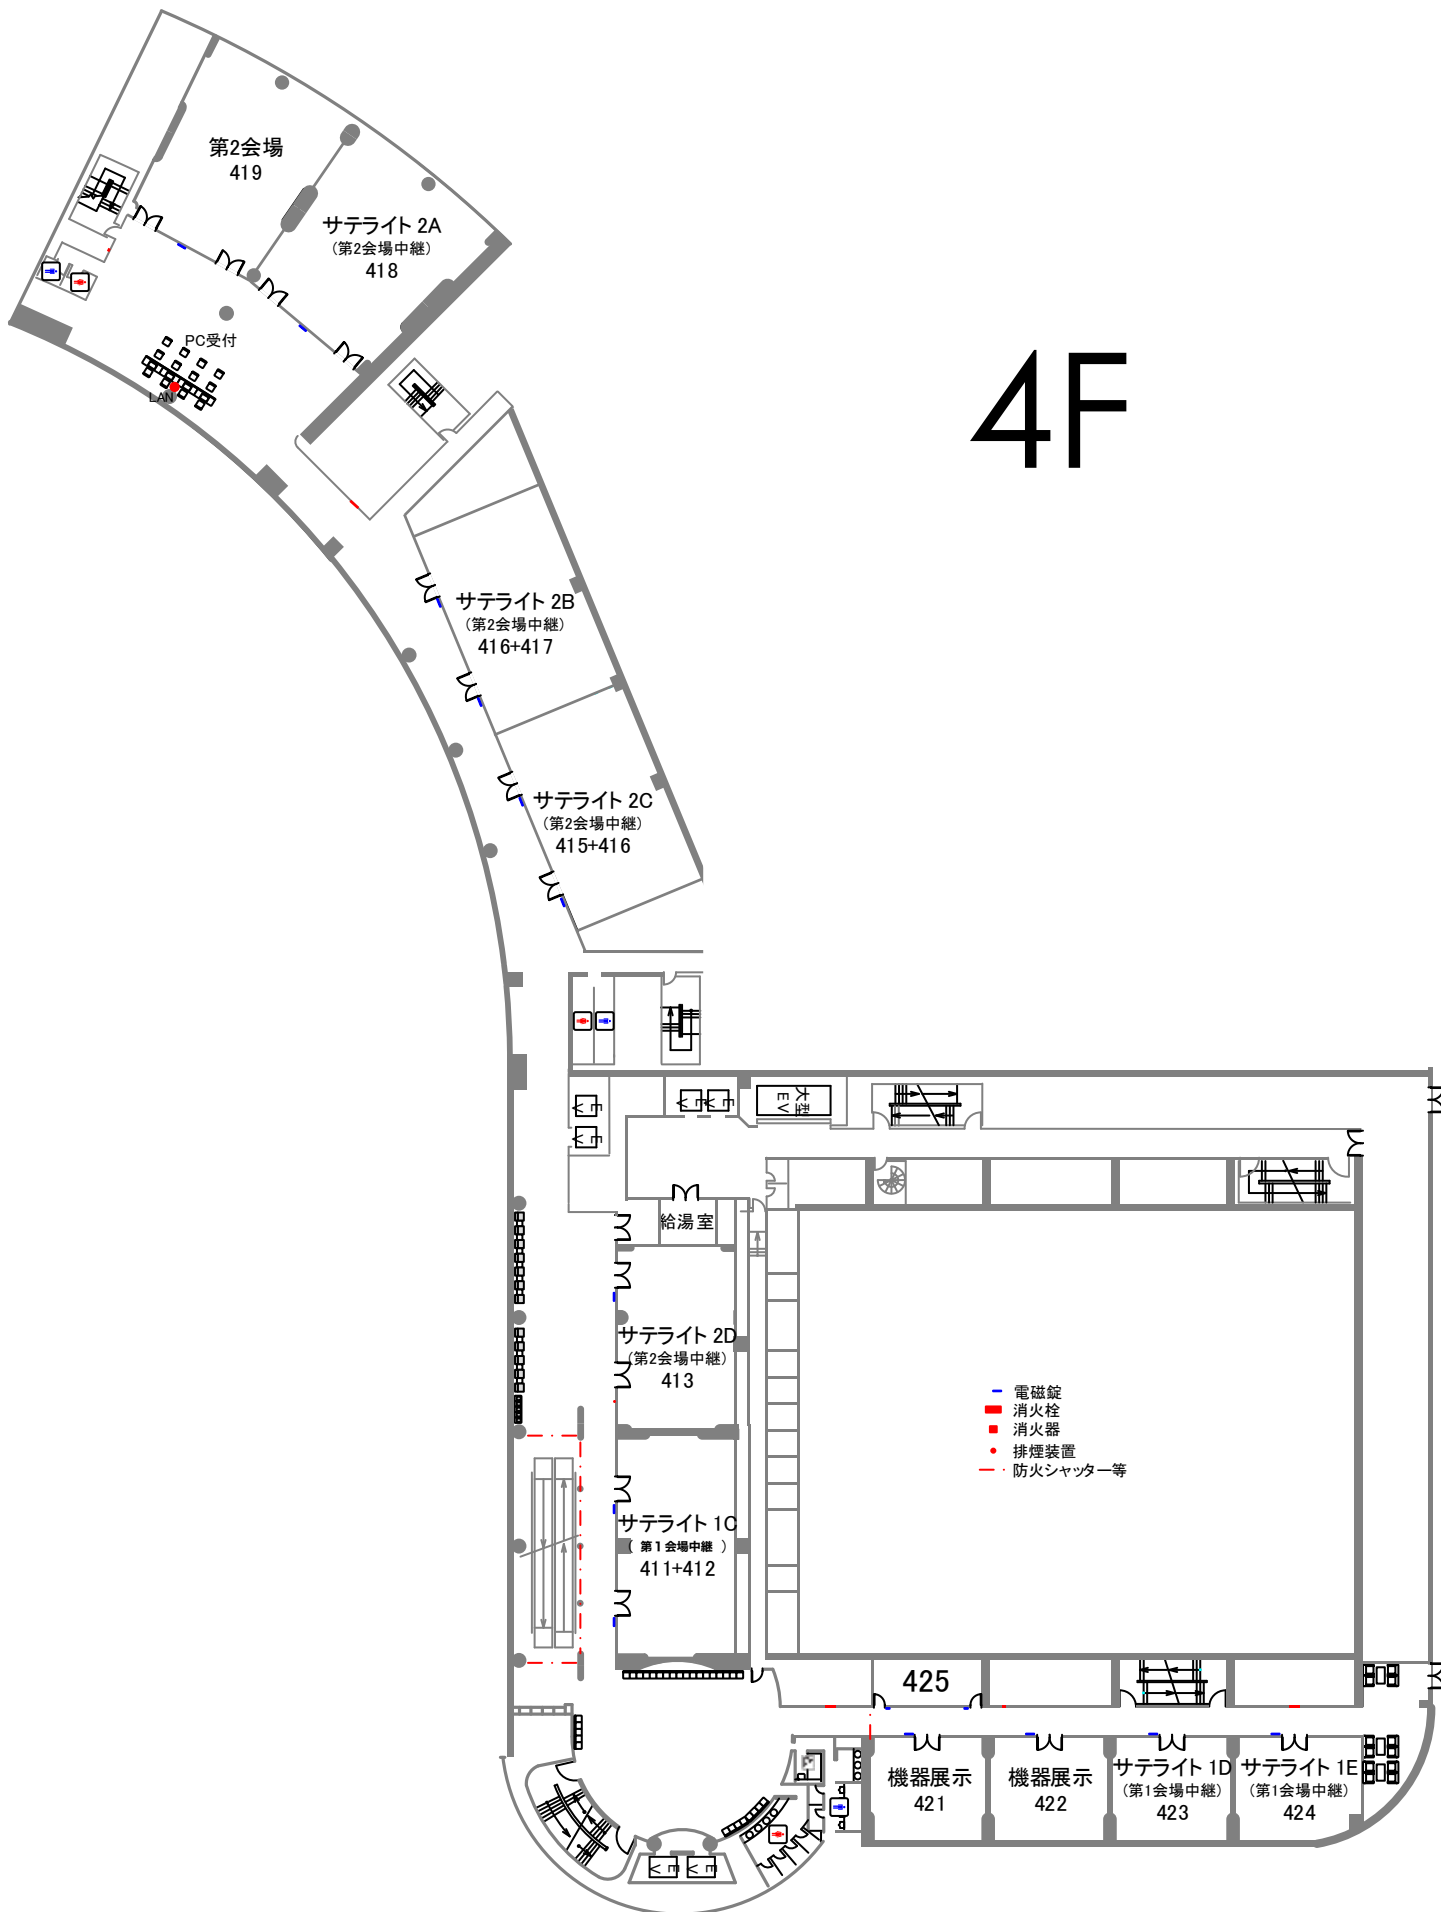 第2会場
419
サテライト 2A
(第2会場中継)
418
PC受付
LAN
4F
サテライト 2B
(第2会場中継)
416+417
サテライト 2C
(第2会場中継)
415+416
EV
EV
EV
EV
大型
EV
給湯室
サテライト 2D
(第2会場中継)
413
電磁錠
消火栓
消火器
排煙装置
防火シャッター等
サテライト 1C
( 第1会場中継 )
411+412
425
機器展示
421
機器展示
422
サテライト 1D
(第1会場中継)
423
サテライト 1E
(第1会場中継)
424
EV
EV